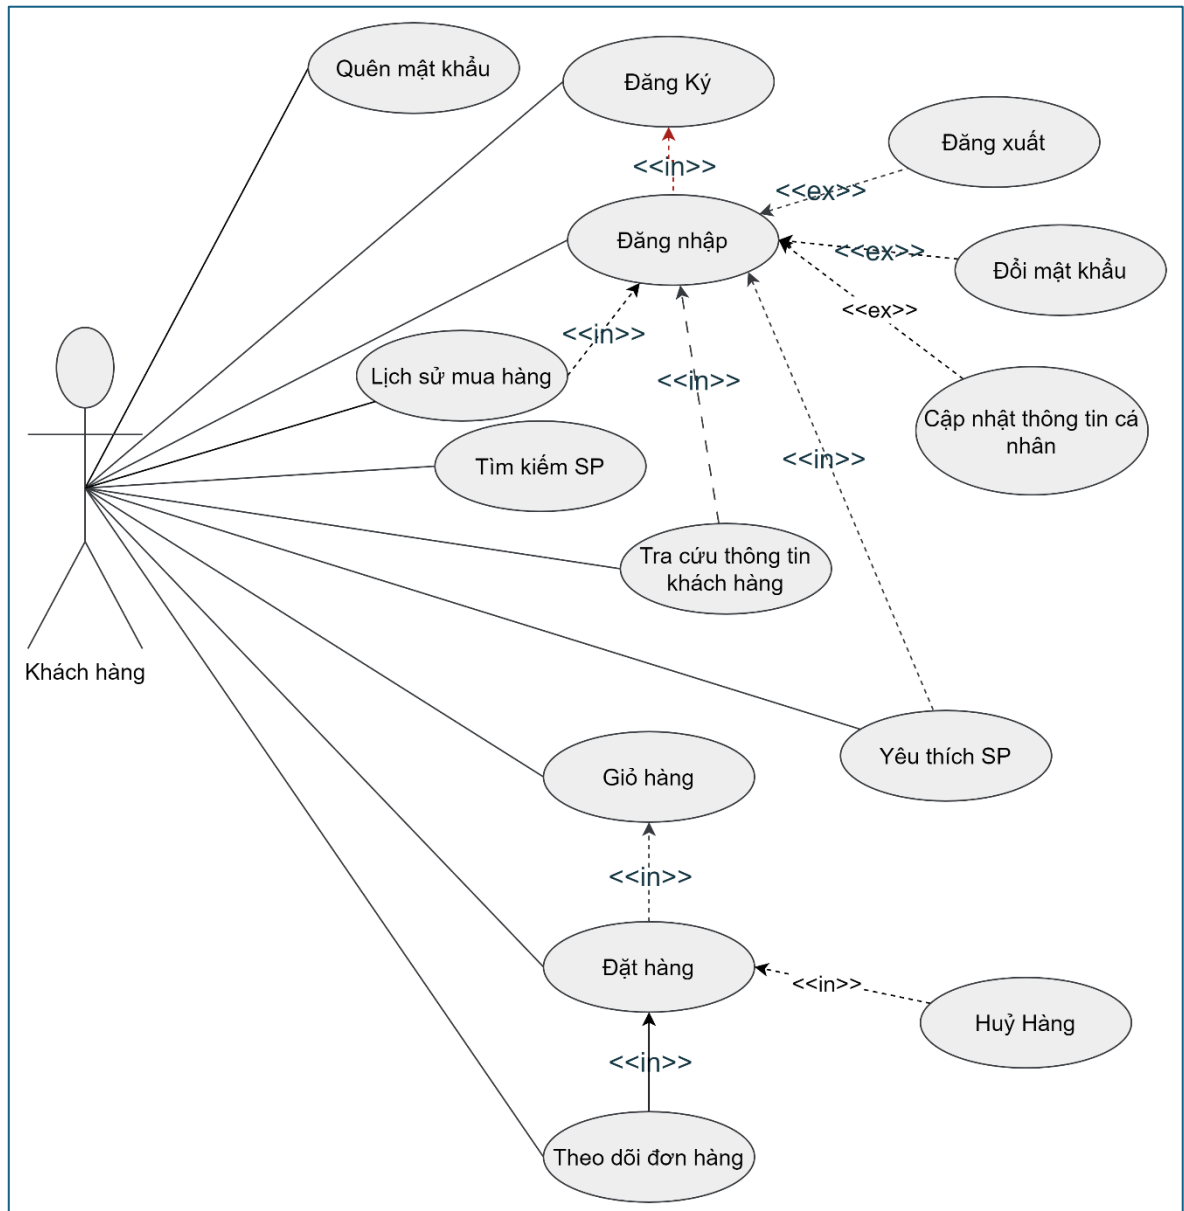 Quên mật khẩu
Đăng Ký
Đăng xuất
<<in>>
<<ex>>
Đăng nhập
<<ex>>
Đổi mật khẩu
<<ex>>
<<in>>
Lịch sử mua hàng
<<in>>
Cập nhật thông tin cá
nhân
Tìm kiếm SP
<<in>>
Tra cứu thông tin
khách hàng
Khách hàng
Yêu thích SP
Giỏ hàng
<<in>>
Đặt hàng
<<in>>
Huỷ Hàng
<<in>>
Theo dõi đơn hàng